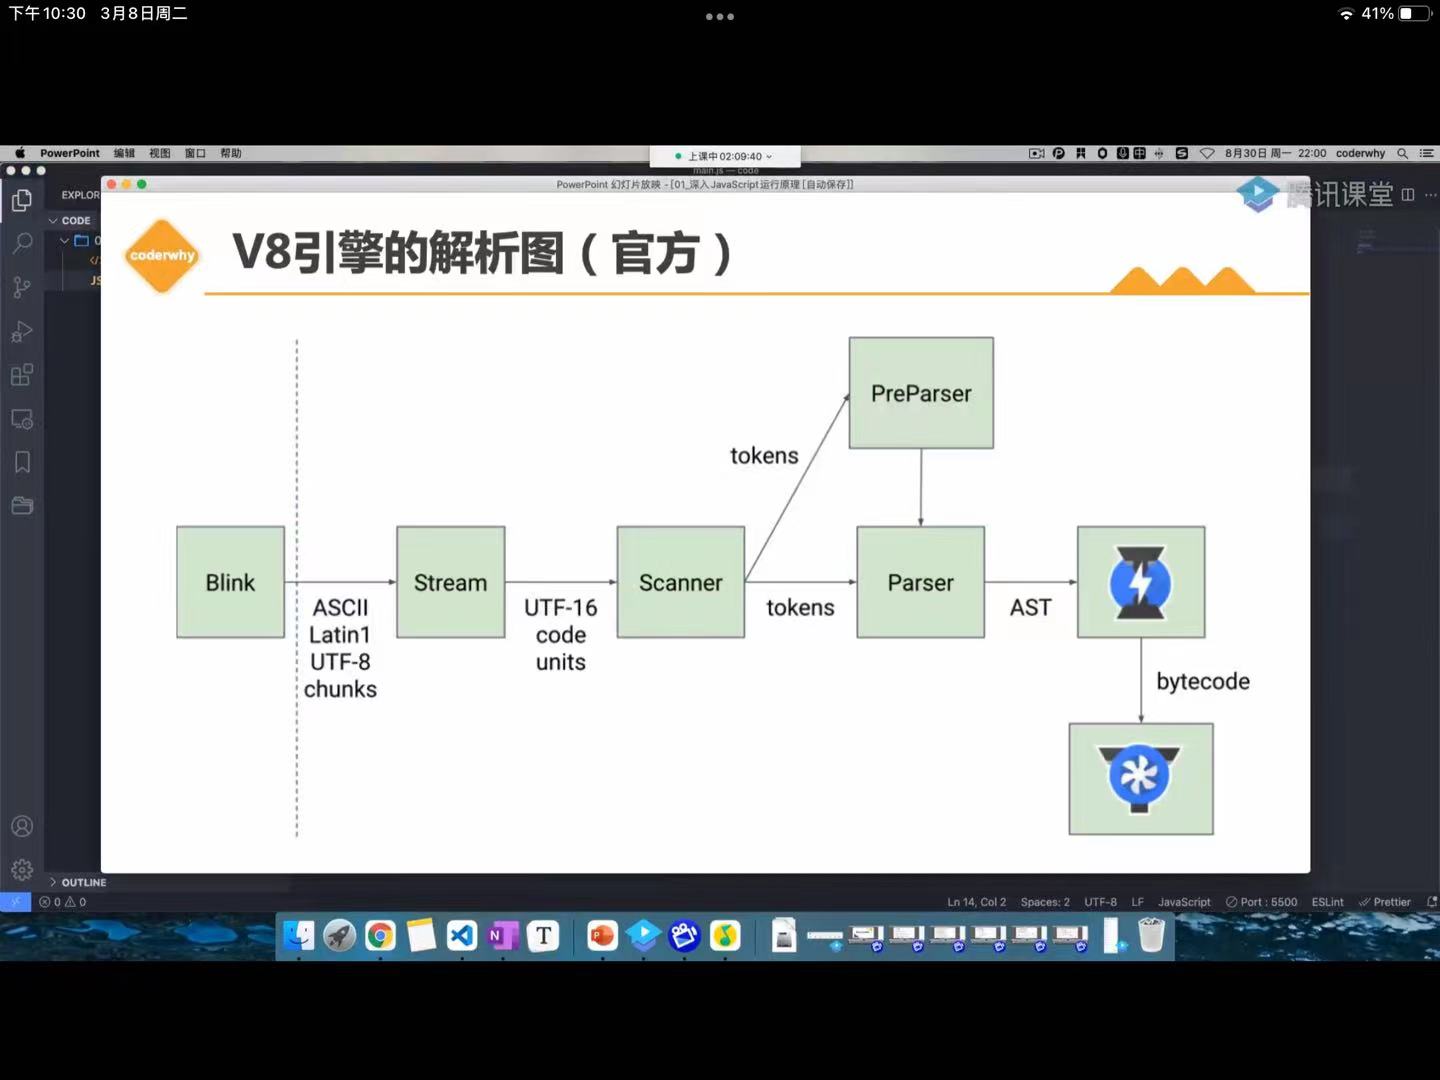 下午10:30 3月8日周二
41%
PowerPoint 编辑 视图 窗口 帮助
上课中 02:09:40
8月30日 周一 22:00 coderwhy
main.js — code
PowerPoint 幻灯片放映 - [01_深入JavaScript运行原理 [自动保存]]
腾讯课堂
EXPLOR
CODE
0
JS
coderwhy
V8引擎的解析图（官方）
PreParser
tokens
Blink
Stream
Scanner
Parser
ASCII
Latin1
UTF-8
chunks
UTF-16
code
units
tokens
AST
bytecode
OUTLINE
0 0
Ln 14, Col 2 Spaces: 2 UTF-8 LF JavaScript Port : 5500 ESLint Prettier
N T P